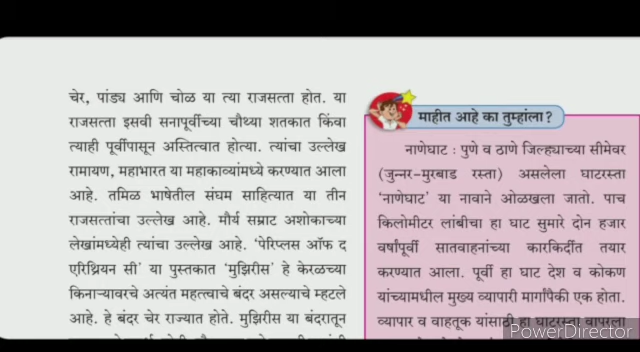 चेर, पांड्य आणि चोळ या त्या राजसत्ता होत. या
राजसत्ता इसवी सनापूर्वीच्या चौथ्या शतकात किंवा
त्याही पूर्वीपासून अस्तित्वात होत्या. त्यांचा उल्लेख
रामायण, महाभारत या महाकाव्यांमध्ये करण्यात आला
आहे. तमिळ भाषेतील संघम साहित्यात या तीन
राजसत्तांचा उल्लेख आहे. मौर्य सम्राट अशोकाच्या
लेखांमध्येही त्यांचा उल्लेख आहे. ‘पेरिप्लस ऑफ द
एरिथ्रियन सी’ या पुस्तकात ‘मुझिरीस’ हे केरळच्या
किनाऱ्यावरचे अत्यंत महत्त्वाचे बंदर असल्याचे म्हटले
आहे. हे बंदर चेर राज्यात होते. मुझिरीस या बंदरातून
माहीत आहे का तुम्हांला ?
नाणेघाट : पुणे व ठाणे जिल्ह्याच्या सीमेवर
(जुन्नर-मुरबाड रस्ता) असलेला घाटरस्ता
‘नाणेघाट’ या नावाने ओळखला जातो. पाच
किलोमीटर लांबीचा हा घाट सुमारे दोन हजार
वर्षांपूर्वी सातवाहनांच्या कारकिर्दीत तयार
करण्यात आला. पूर्वी हा घाट देश व कोकण
यांच्यामधील मुख्य व्यापारी मार्गांपैकी एक होता.
व्यापार व वाहतूक यांसाठी हा घाटरस्ता वापरला
PowerDirector